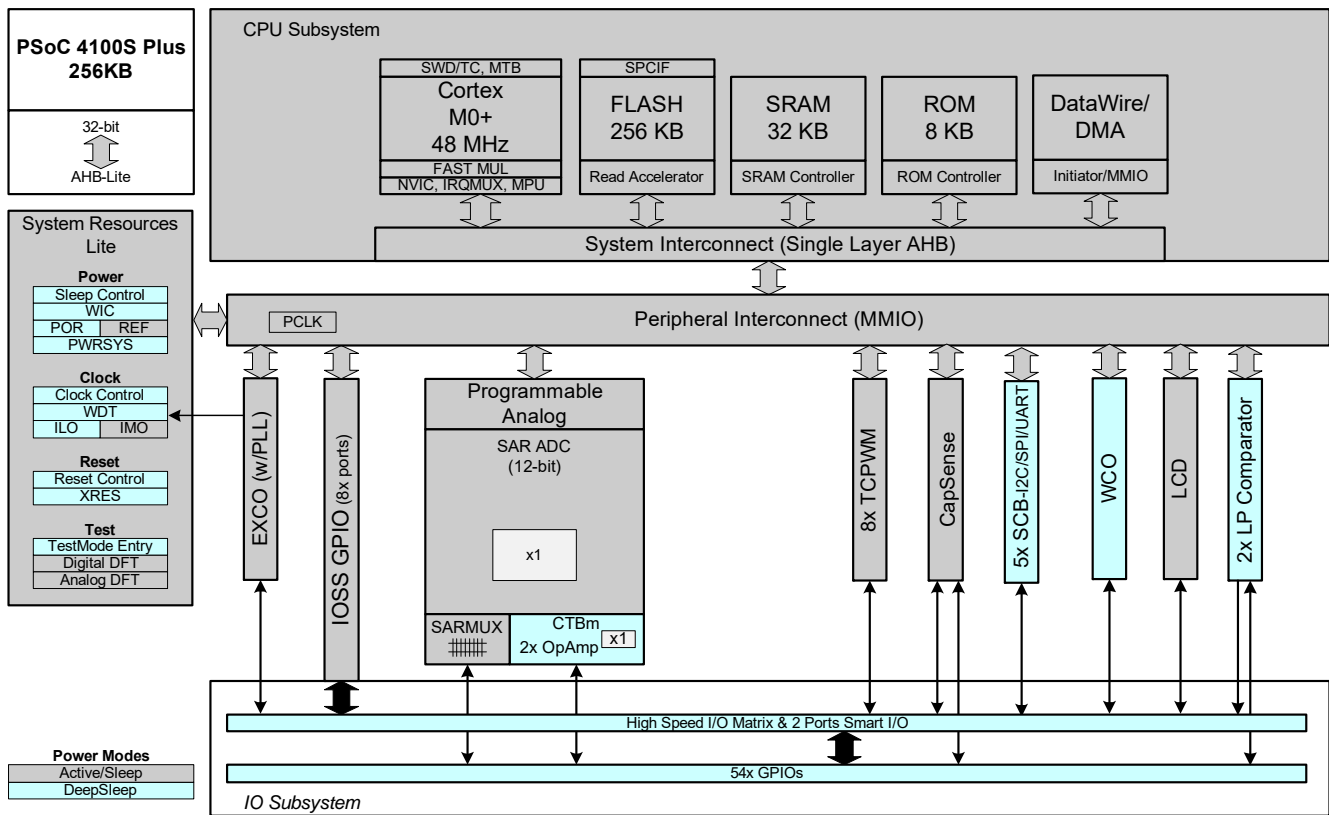 PSoC 4100S Plus
256KB
32-bit
AHB-Lite
CPU Subsystem
SWD/TC, MTB
Cortex
M0+
48 MHz
FAST MUL
NVIC, IRQMUX, MPU
SPCIF
FLASH
256 KB
Read Accelerator
SRAM
32 KB
SRAM Controller
ROM
8 KB
ROM Controller
DataWire/
DMA
Initiator/MMIO
System Interconnect (Single Layer AHB)
System Resources
Lite
Power
Sleep Control
WIC
POR
REF
PWRSYS
Clock
Clock Control
WDT
ILO
IMO
Reset
Reset Control
XRES
Test
TestMode Entry
Digital DFT
Analog DFT
PCLK
Peripheral Interconnect (MMIO)
EXCO (w/PLL)
IOSS GPIO (8x ports)
Programmable
Analog
SAR ADC
(12-bit)
x1
SARMUX
CTBm
2x OpAmp
x1
8x TCPWM
CapSense
5x SCB-I2C/SPI/UART
WCO
LCD
2x LP Comparator
High Speed I/O Matrix & 2 Ports Smart I/O
54x GPIOs
IO Subsystem
Power Modes
Active/Sleep
DeepSleep